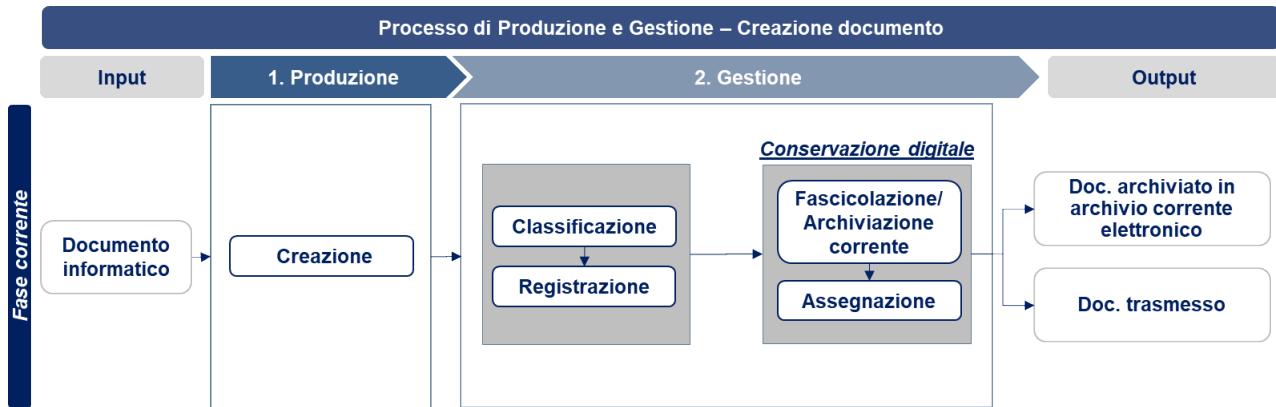 Processo di Produzione e Gestione – Creazione documento
Input
1. Produzione
2. Gestione
Output
Fase corrente
Documento
informatico
Creazione
Classificazione
Registrazione
Conservazione digitale
Fascicolazione/
Archiviazione
corrente
Assegnazione
Doc. archiviato in
archivio corrente
elettronico
Doc. trasmesso